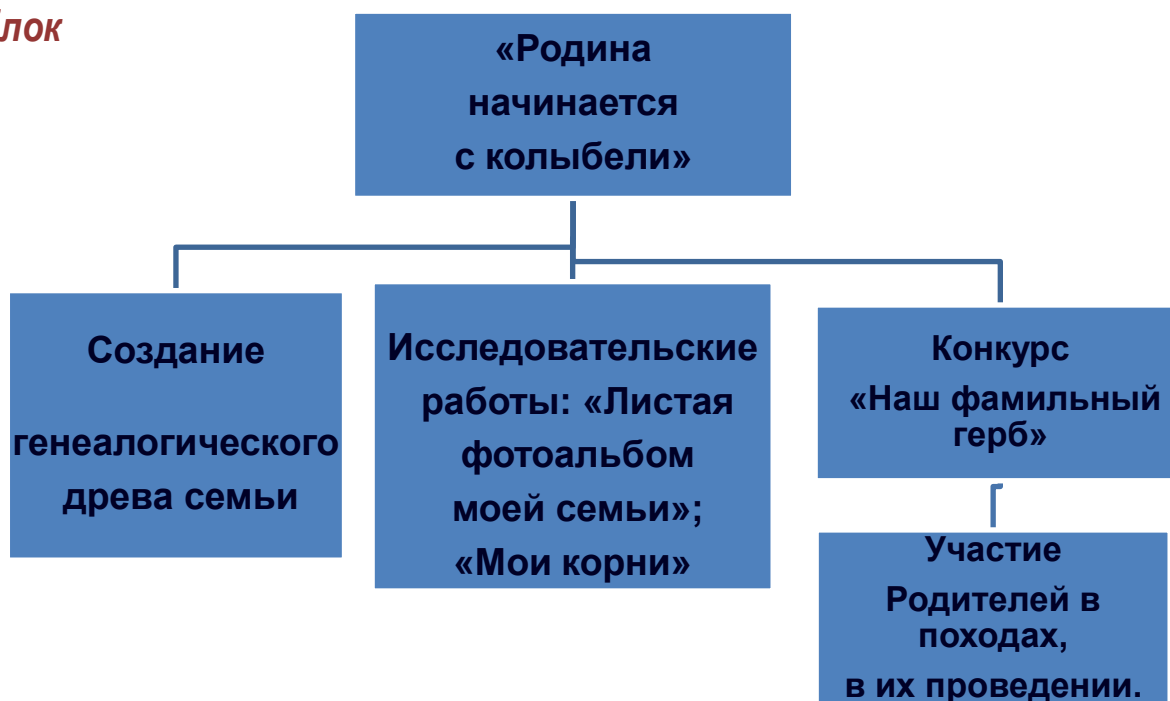 «Родина
начинается
с колыбели»
Создание
генеалогического
древа семьи
Исследовательские
работы: «Листая
фотоальбом
моей семьи»;
«Мои корни»
Конкурс
«Наш фамильный
герб»
Участие
Родителей в
походах,
в их проведении.